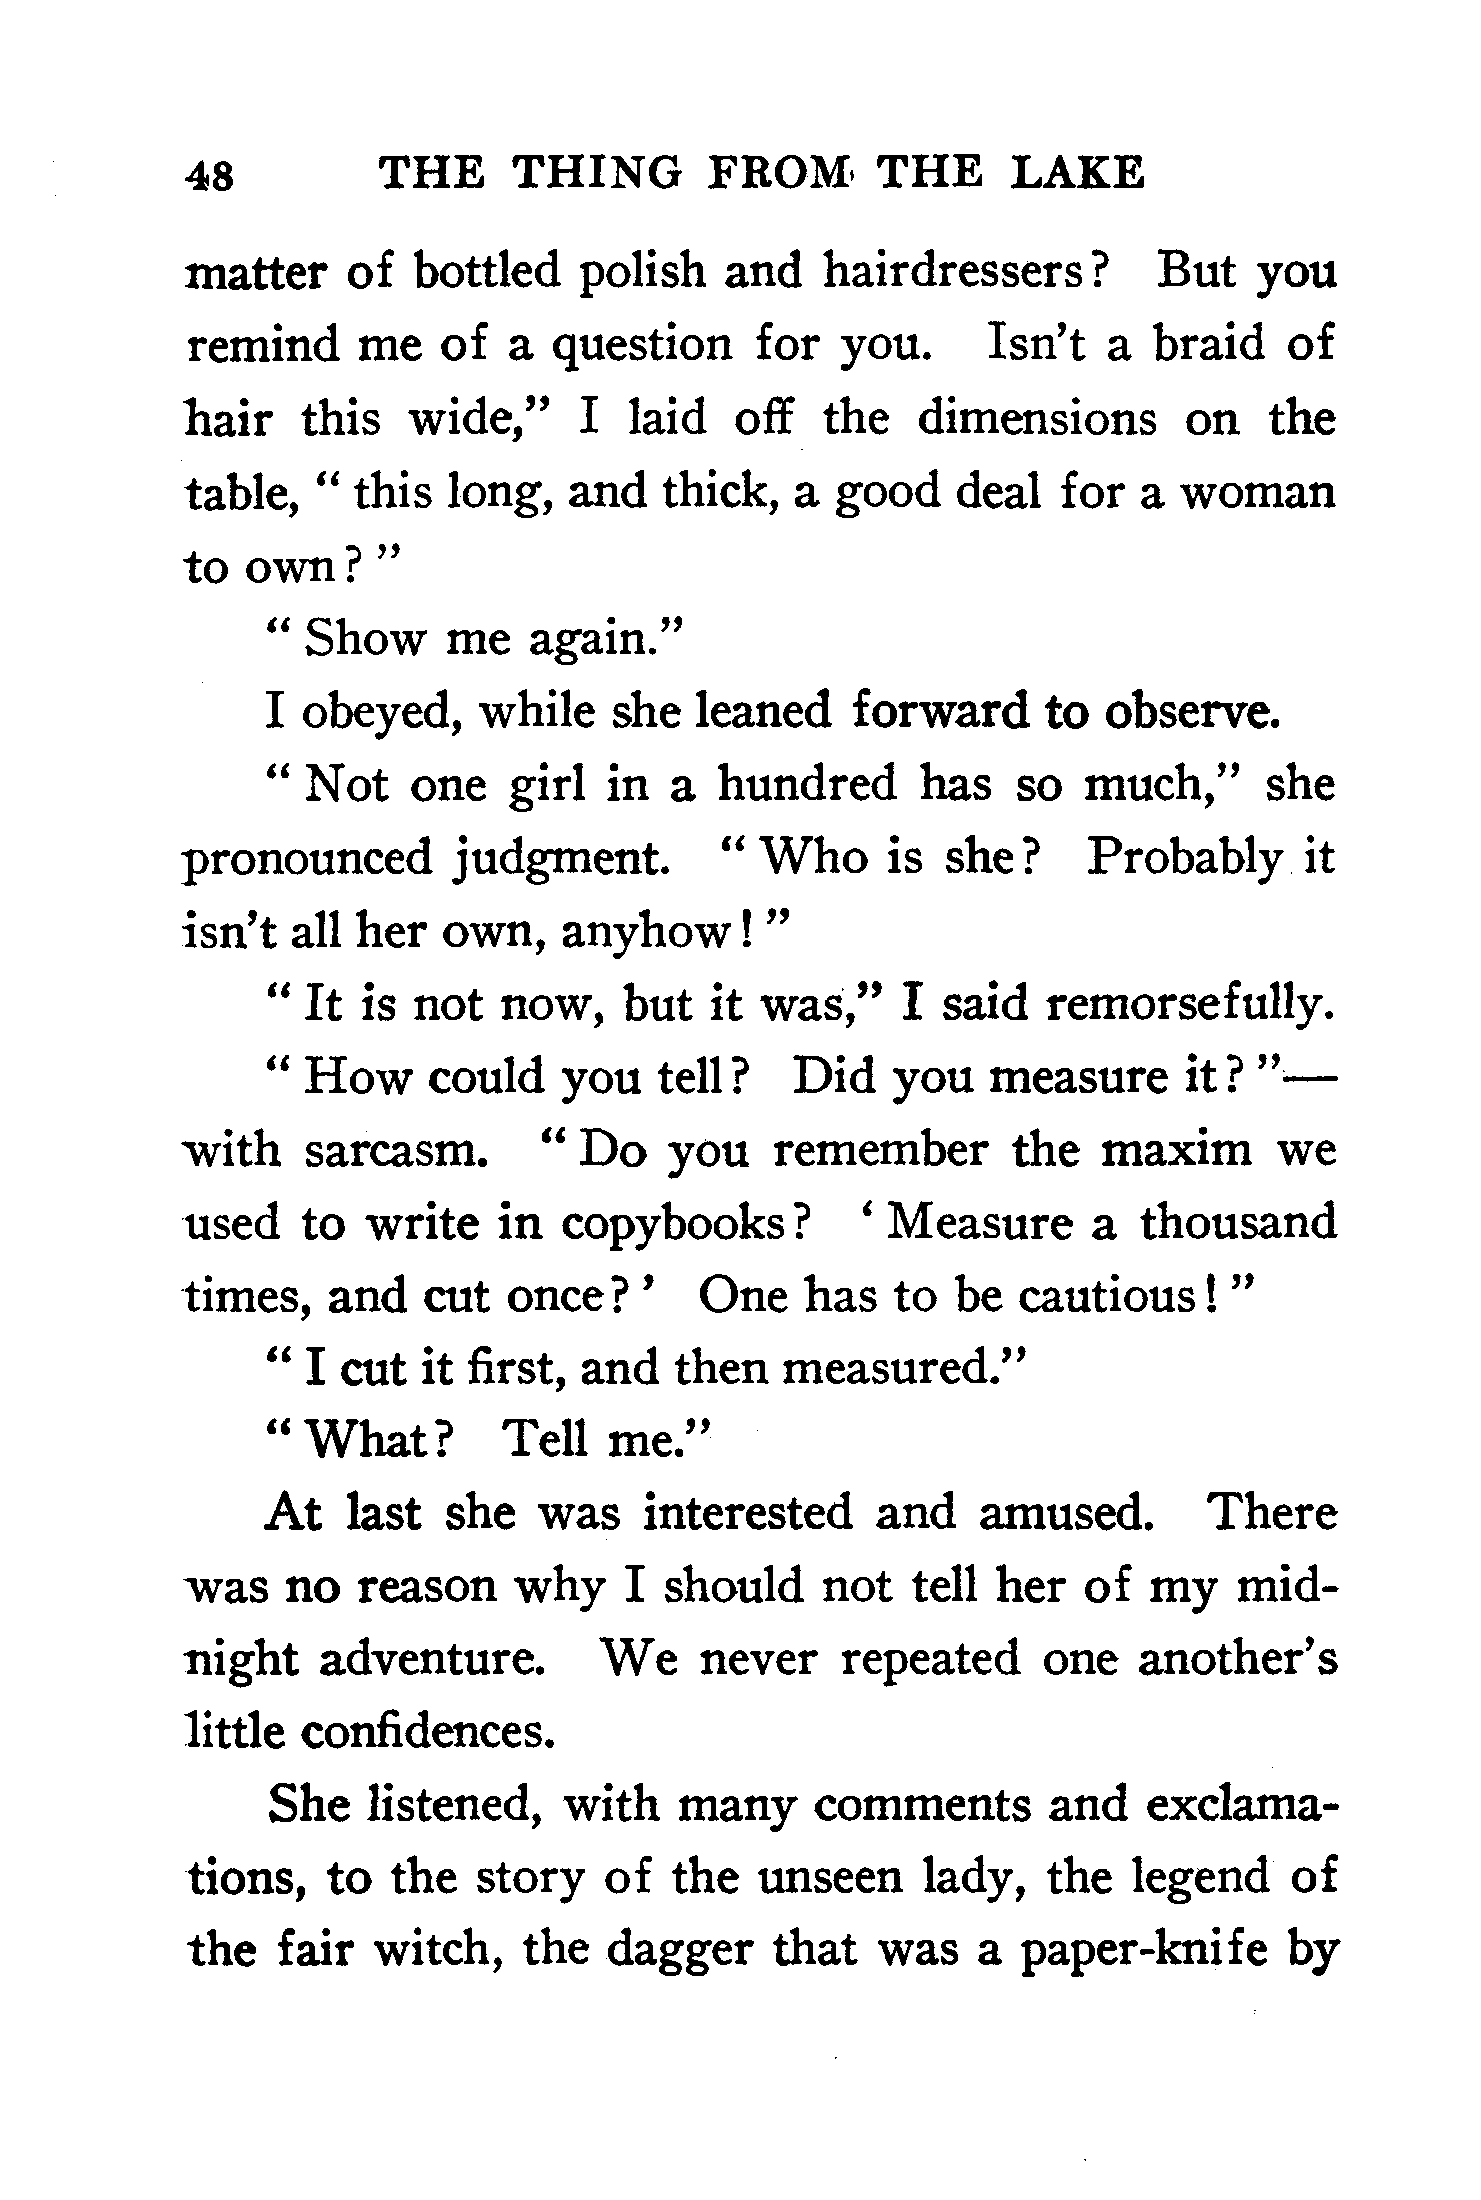 48 THE THING FROM THE LAKE
matter of bottled polish and hairdressers? But you
remind me of a question for you. Isn't a braid of
hair this wide," I laid off the dimensions on the
table, " this long, and thick, a good deal for a woman
to own? "
" Show me again."
I obeyed, while she leaned forward to observe.
" Not one girl in a hundred has so much," she
pronounced judgment. " Who is she? Probably it
isn't all her own, anyhow! "
" It is not now, but it was," I said remorsefully.
" How could you tell? Did you measure it? "—
with sarcasm. " Do you remember the maxim we
used to write in copybooks? ' Measure a thousand
times, and cut once? ' One has to be cautious! "
" I cut it first, and then measured."
" What? Tell me."
At last she was interested and amused. There
was no reason why I should not tell her of my mid-
night adventure. We never repeated one another's
little confidences.
She listened, with many comments and exclama-
tions, to the story of the unseen lady, the legend of
the fair witch, the dagger that was a paper-knife by